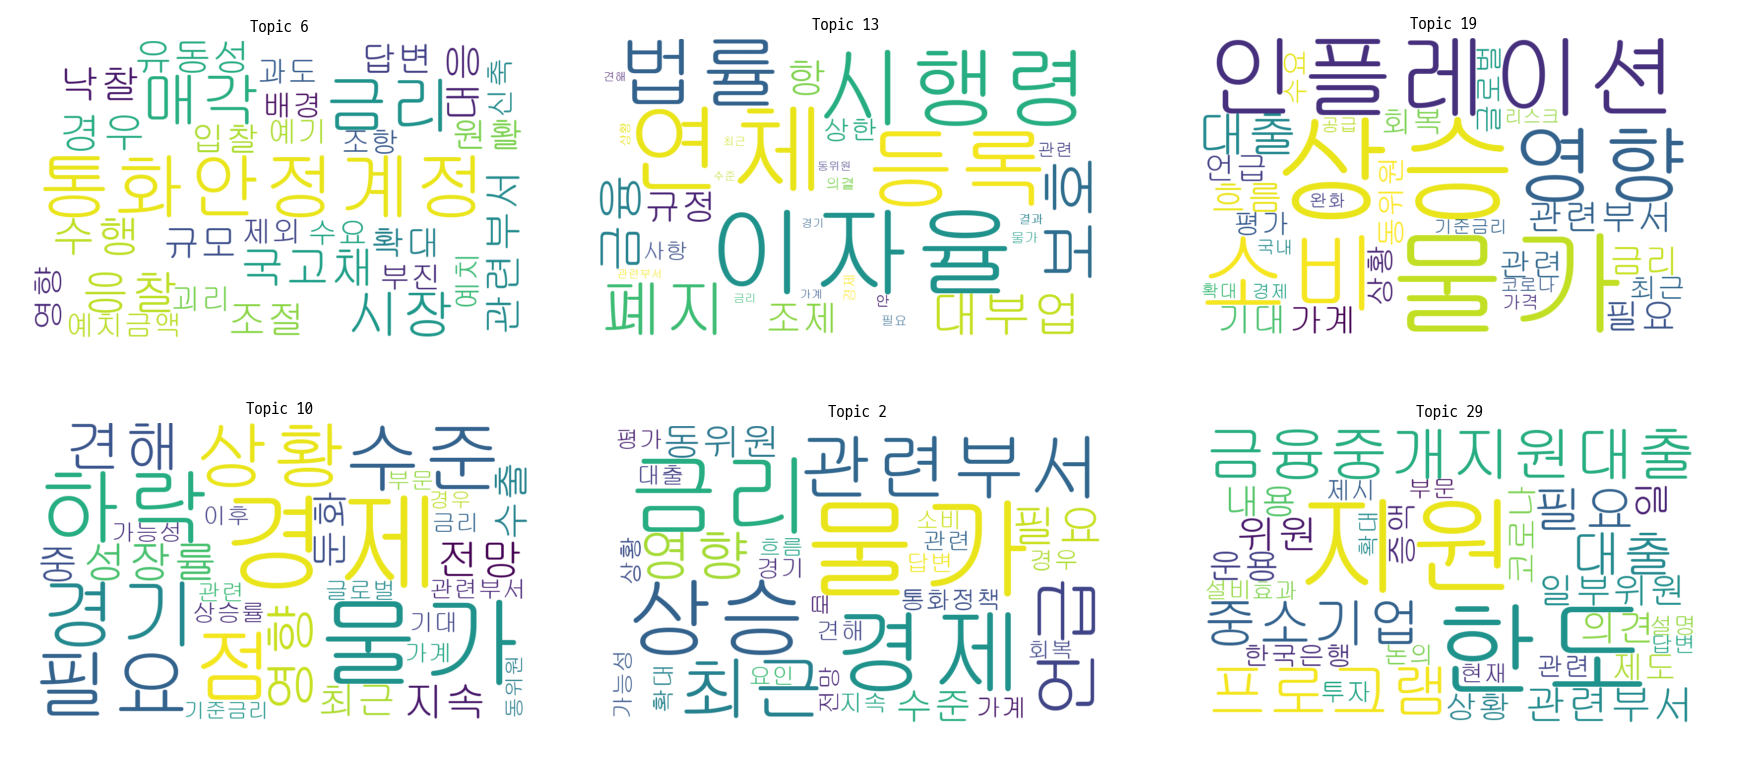 Topic 6
유동성
답변
응
대
신축
낙찰
매각
과도
배경
금리
경우
입찰
예기
조항
원활
통화안정계정
수행
규모
제외
수요
확대
관련부서
국고채
부진
예치
영향
응찰
괴리
예치금액
조절
시장
Topic 13
견해
법률
항
시행령
상황
연체
최근
상한
등록
관련
수준
동위원
의결
금융
규정
이자율
경기
결과
물가
사항
관련부서
폐지
금리
조제
가계
경제
안
필요
대부업
Topic 19
인플레이션
수요
글로벌
대출
공급
회복
리스크
언급
상승
영향
흐름
완화
동위원
평가
기준금리
관련부서
국내
소비
상황
물가
관련
금리
확대
경제
코로나
최근
기대
가계
가격
필요
Topic 10
견해
상황
수준
하락
부문
경우
수출
가능성
이후
경제
둔화
금리
중
성장률
전망
관련
글로벌
관련부서
경기
상승률
영향
물가
기대
가계
필요
점
기준금리
최근
지속
동위원
Topic 2
평가
동위원
관련부서
대출
금리
물가
소비
필요
상황
영향
흐름
관련
경기
답변
경우
상승
때
통화정책
견해
경제
회복
가능성
확대
최근
요인
전망
지속
수준
가계
Topic 29
금융중개지원대출
내용
제시
부문
코로나
필요
일
위원
지원
확대
증액
대출
운용
설비효과
일부위원
중소기업
한도
의견
설명
답변
한국은행
논의
현재
관련
제도
프로그램
투자
상황
관련부서